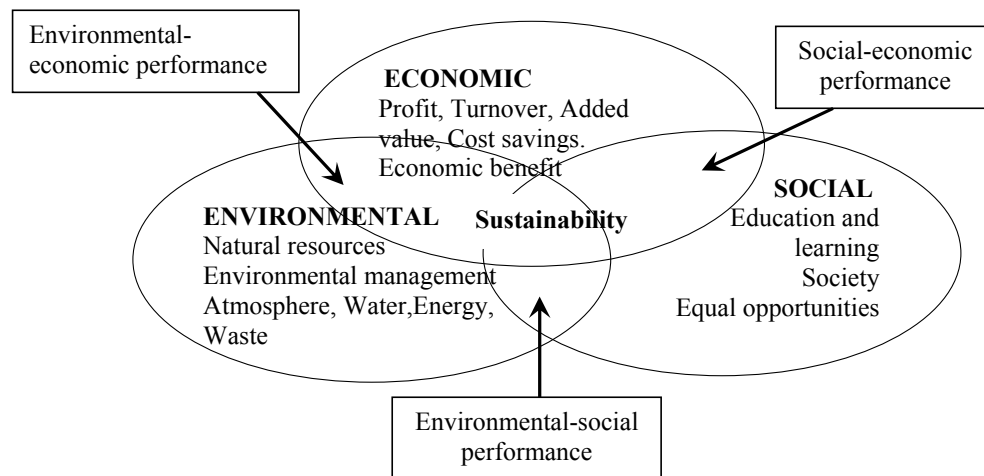 Environmental-
economic performance
Social-economic
performance
ECONOMIC
Profit, Turnover, Added
value, Cost savings.
Economic benefit
ENVIRONMENTAL
Natural resources
Environmental management
Atmosphere, Water,Energy,
Waste
Sustainability
SOCIAL
Education and
learning
Society
Equal opportunities
Environmental-social
performance